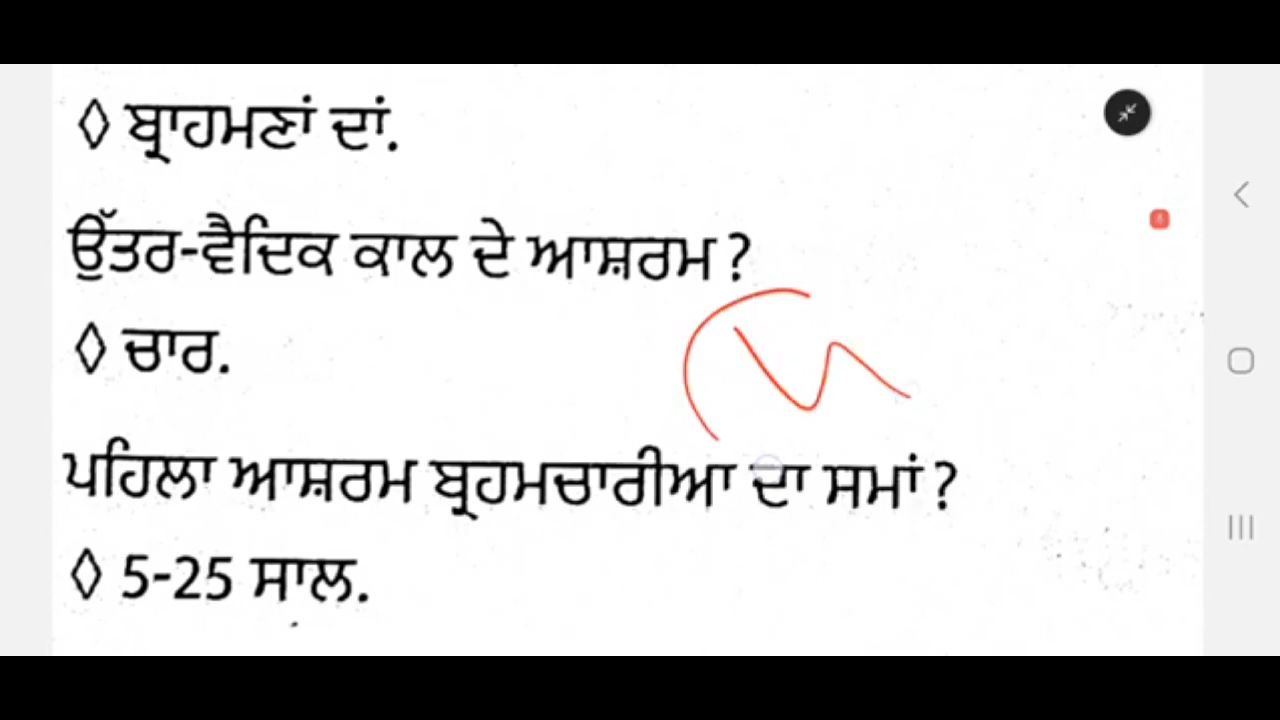 ◊ ਬ੍ਰਾਹਮਣਾਂ ਦਾਂ.
ਉੱਤਰ-ਵੈਦਿਕ ਕਾਲ ਦੇ ਆਸ਼ਰਮ ?
◊ ਚਾਰ.
ਪਹਿਲਾ ਆਸ਼ਰਮ ਬ੍ਰਹਮਚਾਰੀਆ ਦਾ ਸਮਾਂ ?
◊ 5-25 ਸਾਲ.